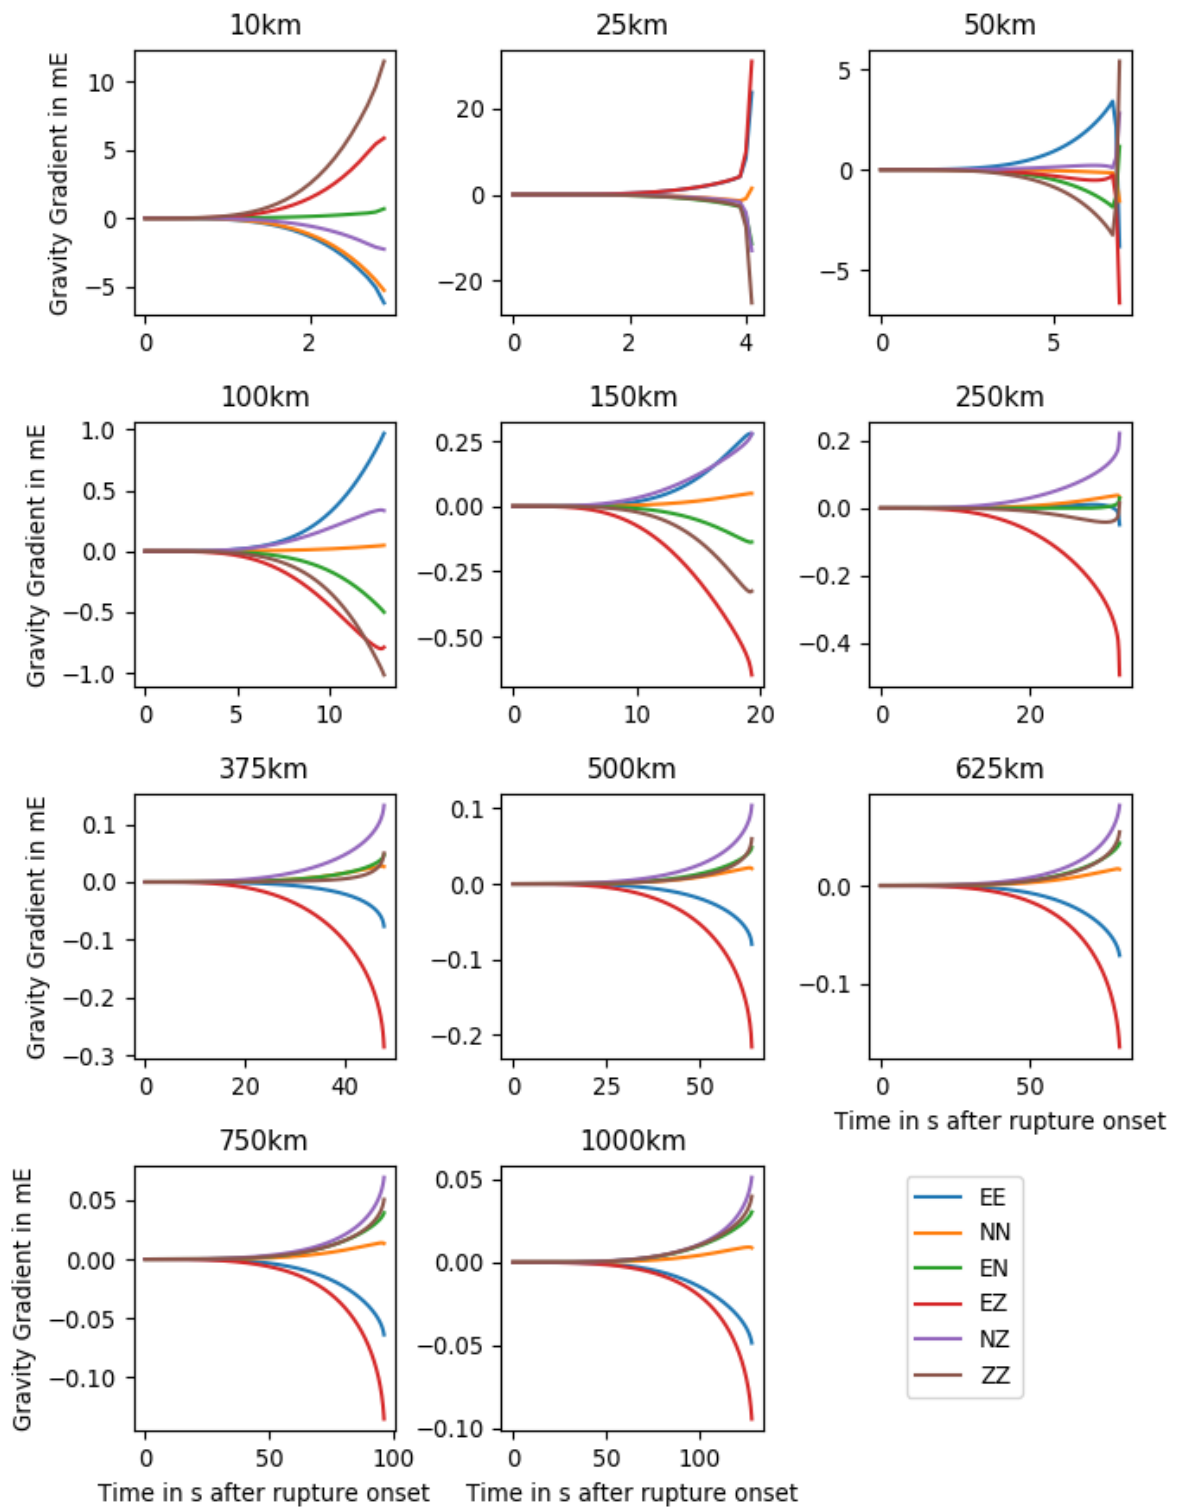 10km 25km 50km
Gravity Gradient in mE
10
5
0
−5
0 2
20
0
−20
0 2 4
5
0
−5
0 5
100km 150km 250km
Gravity Gradient in mE
1.0
0.5
0.0
−0.5
−1.0
0 5 10
0.25
0.00
−0.25
−0.50
0 10 20
0.2
0.0
−0.2
−0.4
0 20
375km 500km 625km
Gravity Gradient in mE
0.1
0.0
−0.1
−0.2
−0.3
0 20 40
0.1
0.0
−0.1
−0.2
0 25 50
0.0
−0.1
0 50
Time in s after rupture onset
750km 1000km
Gravity Gradient in mE
0.05
0.00
−0.05
−0.10
0 50 100
Time in s after rupture onset
0.05
0.00
−0.05
−0.10
0 100
Time in s after rupture onset
EE
NN
EN
EZ
NZ
ZZ